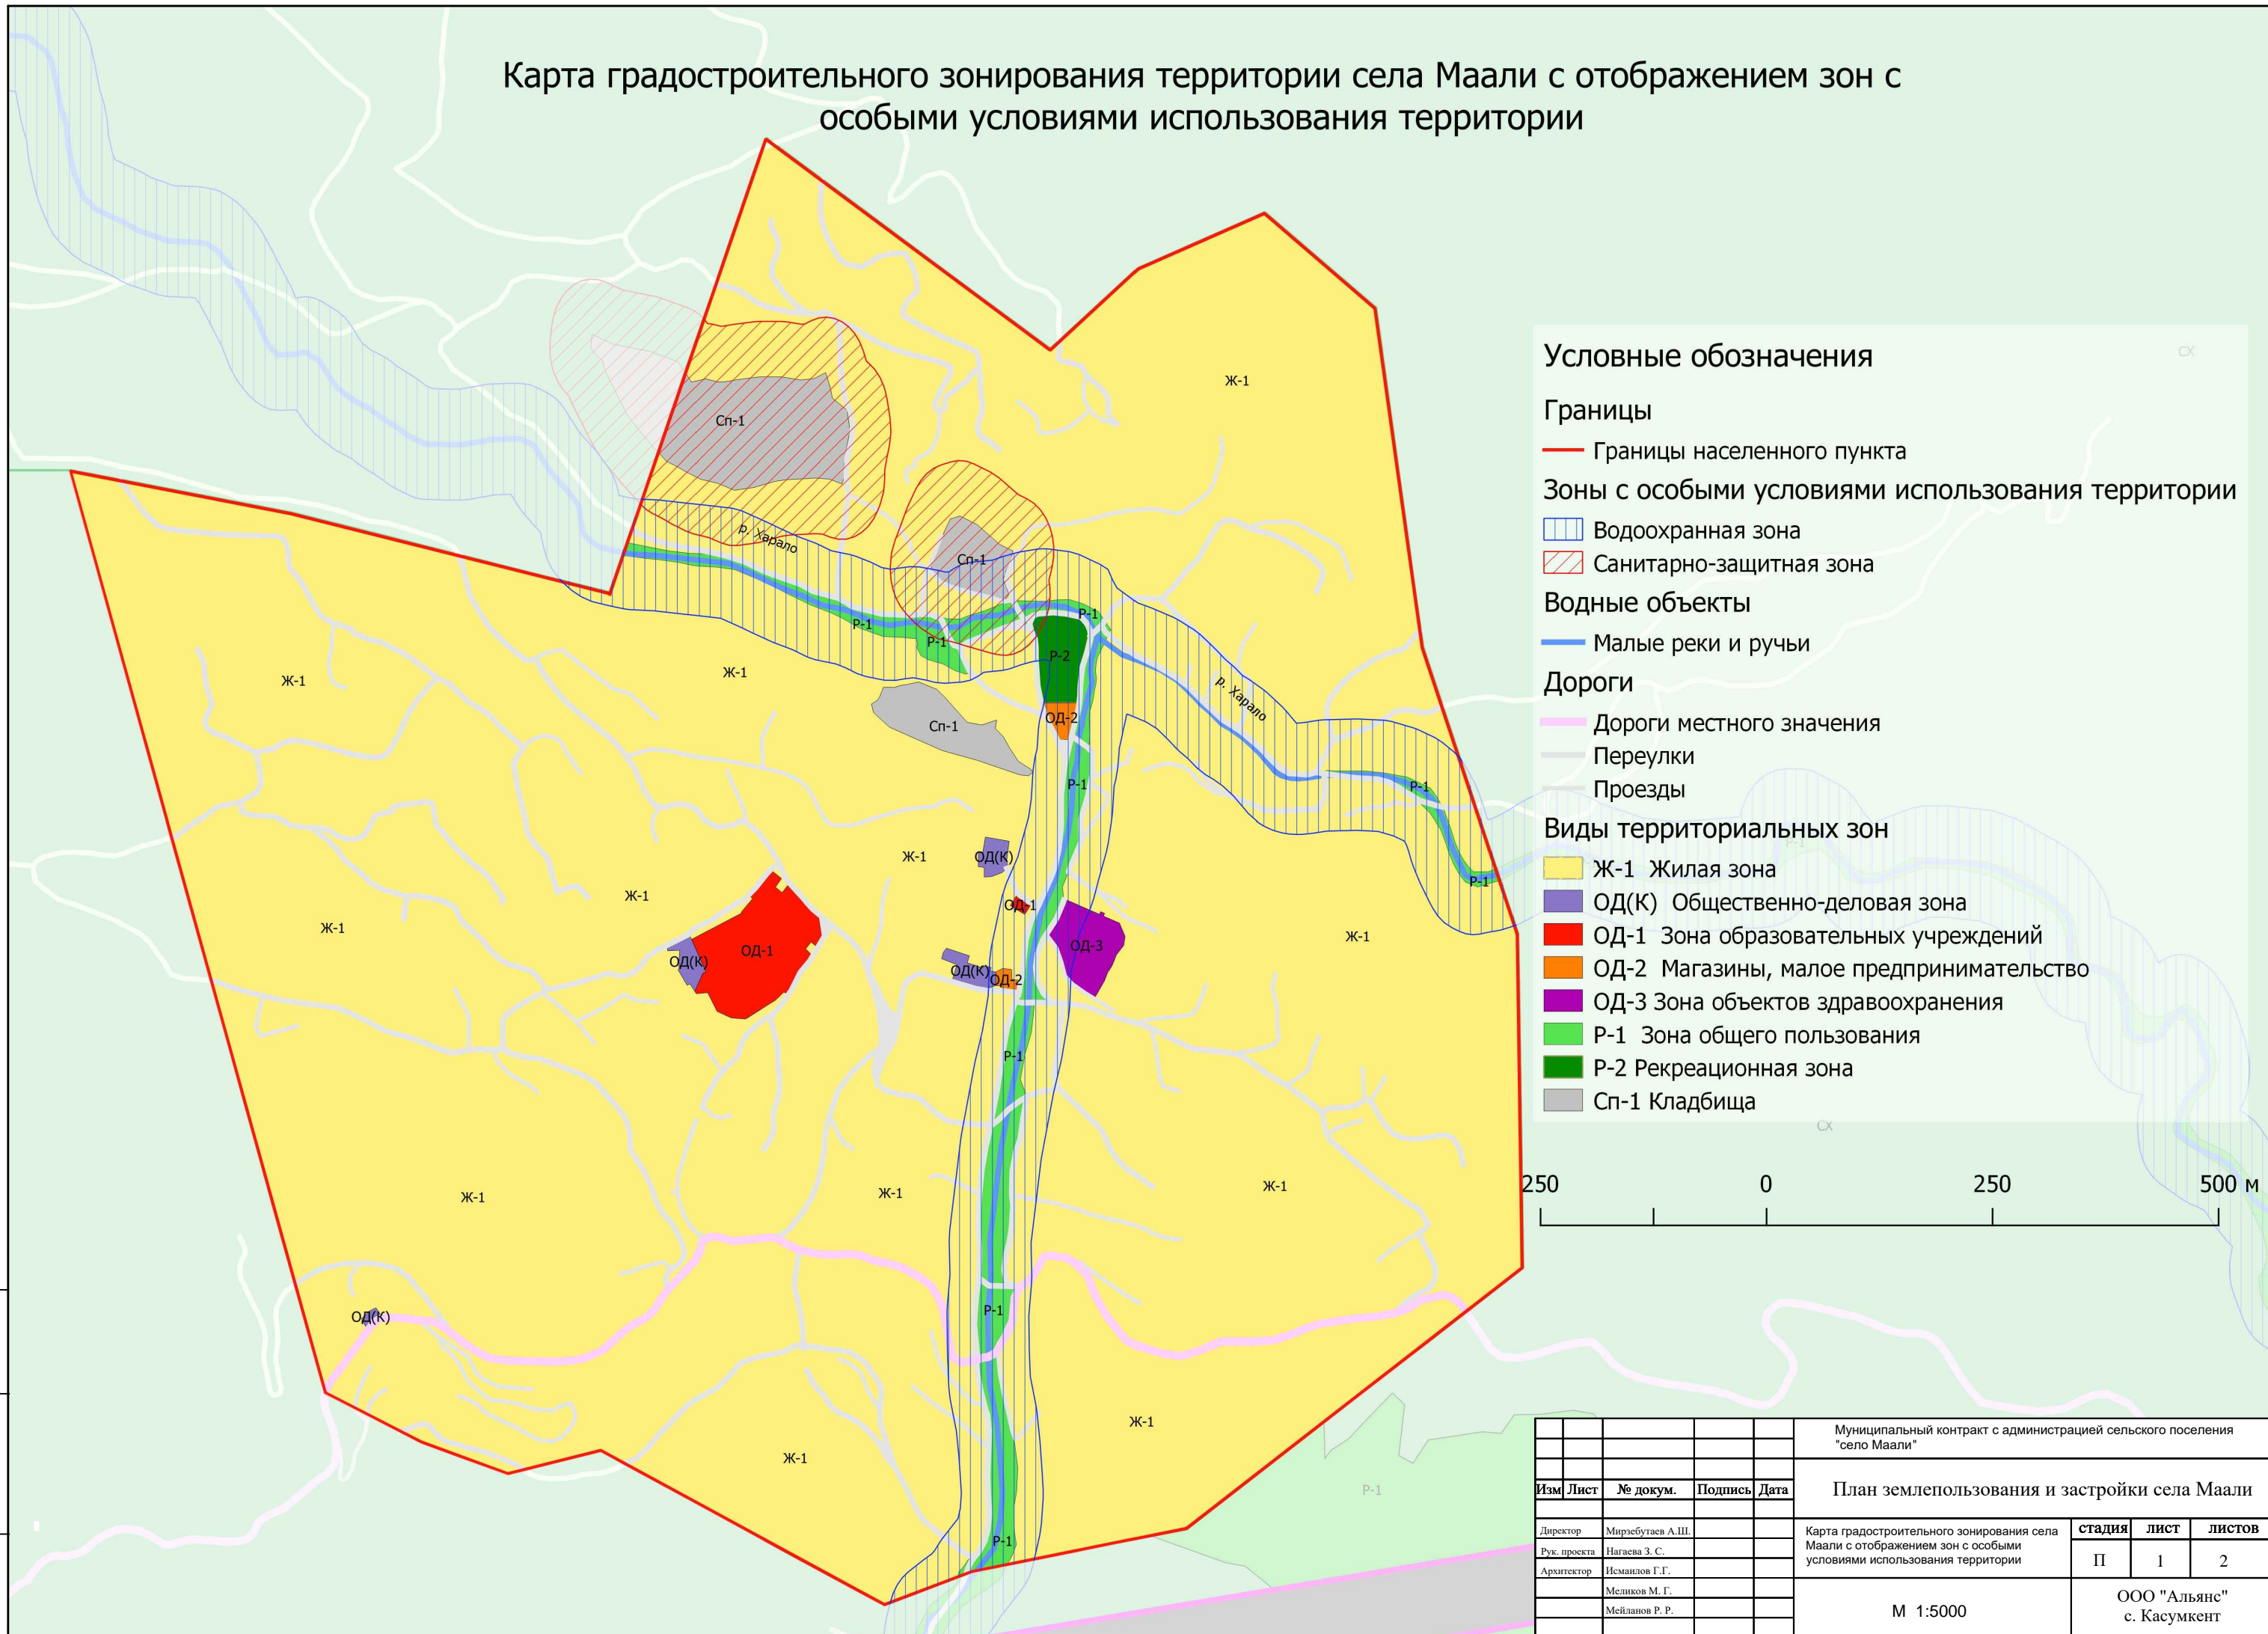 Карта градостроительного зонирования территории села Маали с отображением зон с
особыми условиями использования территории
Ж-1
Сп-1
р. Харало
Сп-1
Р-1
Р-1
Р-1
Р-2
ОД-2
р. Харало
Ж-1
Ж-1
Сп-1
Р-1
Р-1
Р-1
Ж-1
ОД(К)
Ж-1
ОД-1
Ж-1
Ж-1
ОД(К)
ОД-1
ОД-3
ОД(К)
ОД-2
Р-1
Ж-1
Ж-1
Ж-1
Ж-1
ОД(К)
Р-1
Ж-1
Ж-1
Р-1
Р-1
Условные обозначения
СХ
Границы
Границы населенного пункта
Зоны с особыми условиями использования территории
Водоохранная зона
Санитарно-защитная зона
Водные объекты
Малые реки и ручьи
Дороги
Дороги местного значения
Переулки
Проезды
Виды территориальных зон
Р-1
Ж-1 Жилая зона
ОД(К) Общественно-деловая зона
ОД-1 Зона образовательных учреждений
ОД-2 Магазины, малое предпринимательство
ОД-3 Зона объектов здравоохранения
Р-1 Зона общего пользования
Р-2 Рекреационная зона
Сп-1 Кладбища
СХ
250 0 250 500 м
Муниципальный контракт с администрацией сельского поселения
"село Маали"
Изм Лист № докум. Подпись Дата
План землепользования и застройки села Маали
Директор Мирзебутаев А.Ш.
Рук. проекта Нагаева З. С.
Архитектор Исмаилов Г.Г.
Меликов М. Г.
Мейланов Р. Р.
Карта градостроительного зонирования села
Маали с отображением зон с особыми
условиями использования территории
стадия лист листов
П 1 2
М 1:5000
ООО "Альянс"
с. Касумкент